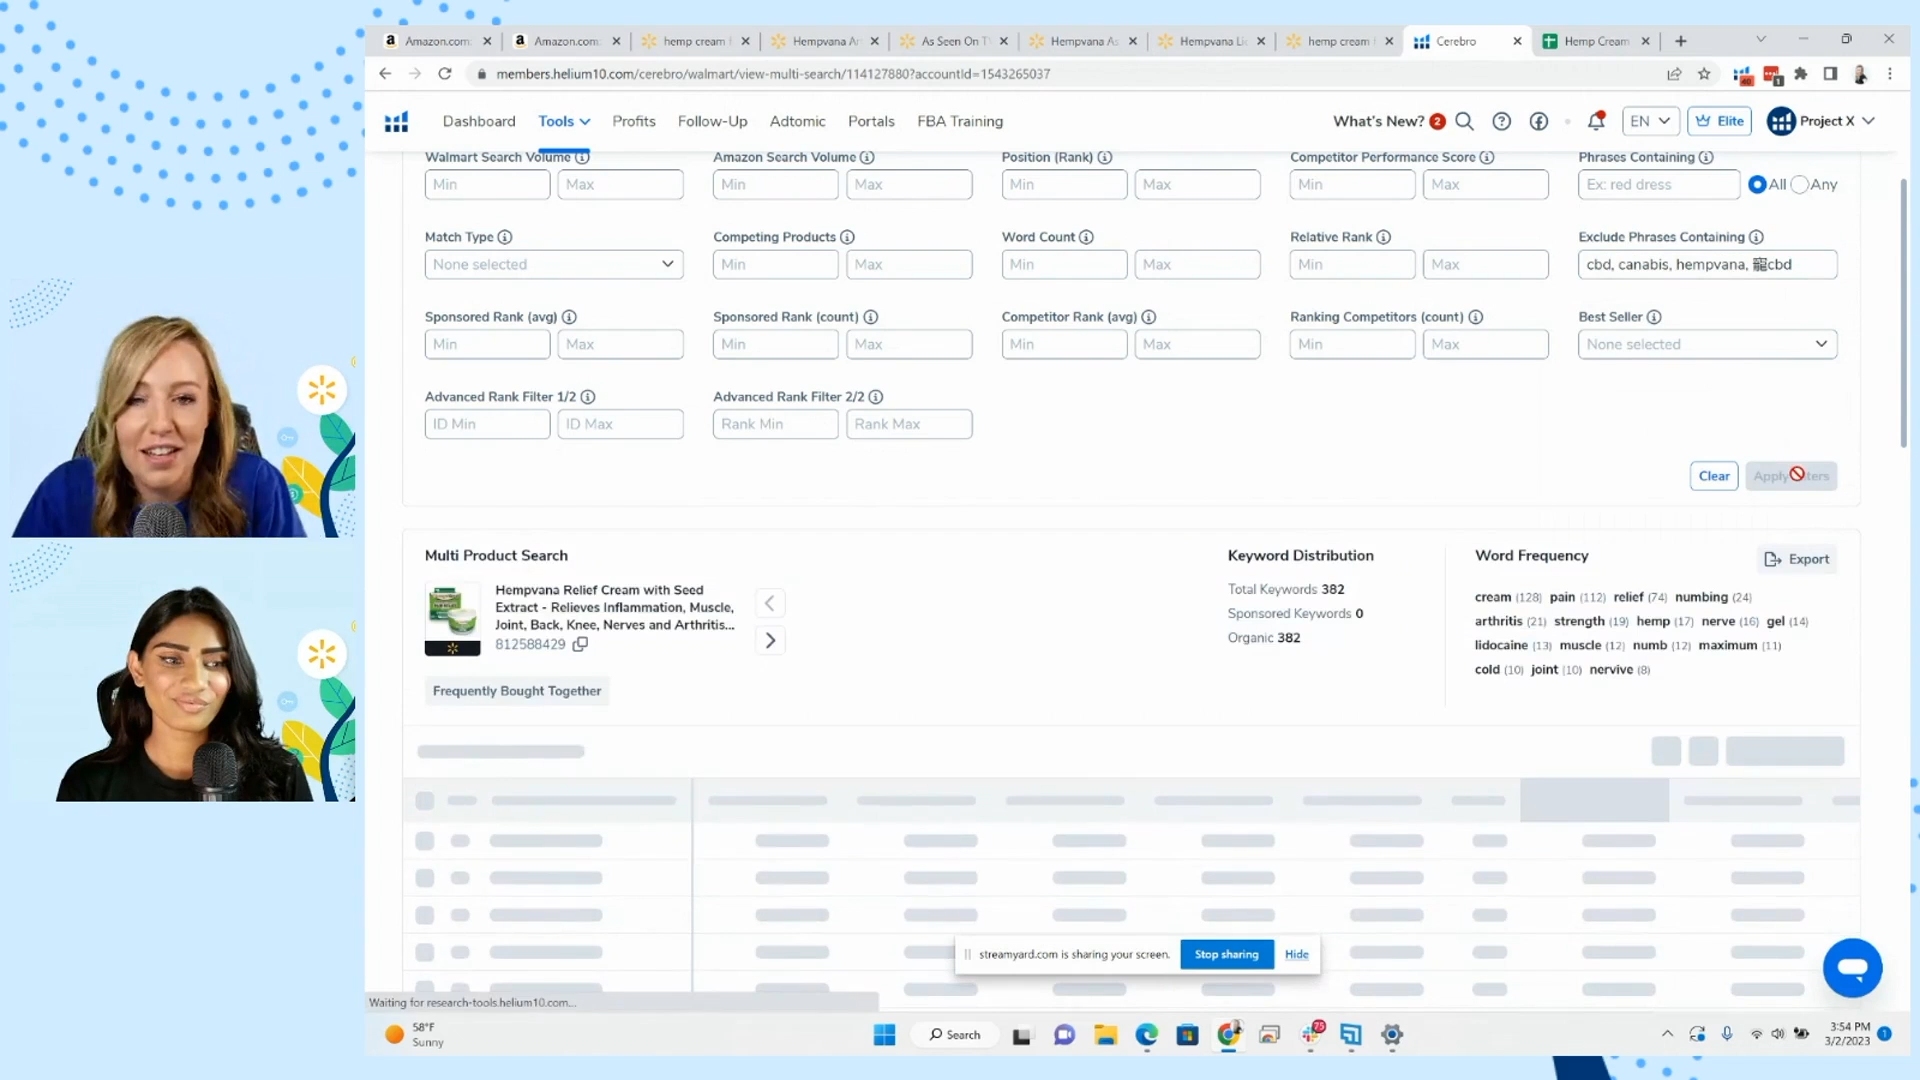 Amazon.com:
Amazon.com:
hemp cream
Hempvana Ar
As Seen On T
Hempvana As
Hempvana Li
hemp cream
Cerebro
Hemp Cream
members.helium10.com/cerebro/walmart/view-multi-search/114127880?accountId=1543265037
Dashboard
Tools
Profits
Follow-Up
Adtomic
Portals
FBA Training
What's New? 2
EN
Elite
Project X
Walmart Search Volume
Min Max
Amazon Search Volume
Min Max
Position (Rank)
Min Max
Competitor Performance Score
Min Max
Phrases Containing
Ex: red dress
All Any
Match Type
None selected
Competing Products
Min Max
Word Count
Min Max
Relative Rank
Min Max
Exclude Phrases Containing
cbd, canabis, hempvana, 寵cbd
Sponsored Rank (avg)
Min Max
Sponsored Rank (count)
Min Max
Competitor Rank (avg)
Min Max
Ranking Competitors (count)
Min Max
Best Seller
None selected
Advanced Rank Filter 1/2
ID Min ID Max
Advanced Rank Filter 2/2
Rank Min Rank Max
Clear
Multi Product Search
Hempvana Relief Cream with Seed
Extract - Relieves Inflammation, Muscle,
Joint, Back, Knee, Nerves and Arthritis...
812588429
Frequently Bought Together
Keyword Distribution
Total Keywords 382
Sponsored Keywords 0
Organic 382
Word Frequency
Export
cream (128) pain (112) relief (74) numbing (24)
arthritis (21) strength (19) hemp (17) nerve (16) gel (14)
lidocaine (13) muscle (12) numb (12) maximum (11)
cold (10) joint (10) nervive (8)
streamyard.com is sharing your screen.
Stop sharing
Hide
Waiting for research-tools.helium10.com...
58°F
Sunny
Search
75
3:54 PM
3/2/2023
1